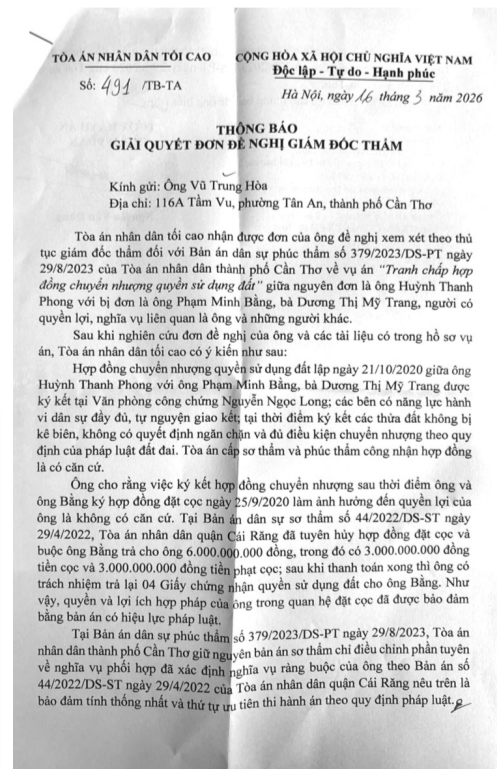 TÒA ÁN NHÂN DÂN TỐI CAO
CỘNG HÒA XÃ HỘI CHỦ NGHĨA VIỆT NAM
Độc lập - Tự do - Hạnh phúc
Số: 491 /TB-TA
Hà Nội, ngày 16 tháng 3 năm 2026
THÔNG BÁO
GIẢI QUYẾT ĐƠN ĐỀ NGHỊ GIÁM ĐỐC THẨM
Kính gửi: Ông Vũ Trung Hòa
Địa chỉ: 116A Tầm Vu, phường Tân An, thành phố Cần Thơ
Tòa án nhân dân tối cao nhận được đơn của ông đề nghị xem xét theo thủ
tục giám đốc thẩm đối với Bản án dân sự phúc thẩm số 379/2023/DS-PT ngày
29/8/2023 của Tòa án nhân dân thành phố Cần Thơ về vụ án “Tranh chấp hợp
đồng chuyển nhượng quyền sử dụng đất” giữa nguyên đơn là ông Huỳnh Thanh
Phong với bị đơn là ông Phạm Minh Bằng, bà Dương Thị Mỹ Trang, người có
quyền lợi, nghĩa vụ liên quan là ông và những người khác.
Sau khi nghiên cứu đơn đề nghị của ông và các tài liệu có trong hồ sơ vụ
án, Tòa án nhân dân tối cao có ý kiến như sau:
Hợp đồng chuyển nhượng quyền sử dụng đất lập ngày 21/10/2020 giữa ông
Huỳnh Thanh Phong với ông Phạm Minh Bằng, bà Dương Thị Mỹ Trang được
ký kết tại Văn phòng công chứng Nguyễn Ngọc Long; các bên có năng lực hành
vi dân sự đầy đủ, tự nguyện giao kết; tại thời điểm ký kết các thửa đất không bị
kê biên, không có quyết định ngăn chặn và đủ điều kiện chuyển nhượng theo quy
định của pháp luật đất đai. Tòa án cấp sơ thẩm và phúc thẩm công nhận hợp đồng
là có căn cứ.
Ông cho rằng việc ký kết hợp đồng chuyển nhượng sau thời điểm ông và
ông Bằng ký hợp đồng đặt cọc ngày 25/9/2020 làm ảnh hưởng đến quyền lợi của
ông là không có căn cứ. Tại Bản án dân sự sơ thẩm số 44/2022/DS-ST ngày
29/4/2022, Tòa án nhân dân quận Cái Răng đã tuyên hủy hợp đồng đặt cọc và
buộc ông Bằng trả cho ông 6.000.000.000 đồng, trong đó có 3.000.000.000 đồng
tiền cọc và 3.000.000.000 đồng tiền phạt cọc; sau khi thanh toán xong thì ông có
trách nhiệm trả lại 04 Giấy chứng nhận quyền sử dụng đất cho ông Bằng. Như
vậy, quyền và lợi ích hợp pháp của ông trong quan hệ đặt cọc đã được bảo đảm
bằng bản án có hiệu lực pháp luật.
Tại Bản án dân sự phúc thẩm số 379/2023/DS-PT ngày 29/8/2023, Tòa án
nhân dân thành phố Cần Thơ giữ nguyên bản án sơ thẩm chỉ điều chỉnh phần tuyên
về nghĩa vụ phối hợp đã xác định nghĩa vụ ràng buộc của ông theo Bản án số
44/2022/DS-ST ngày 29/4/2022 của Tòa án nhân dân quận Cái Răng nêu trên là
bảo đảm tính thống nhất và thứ tự ưu tiên thi hành án theo quy định pháp luật.